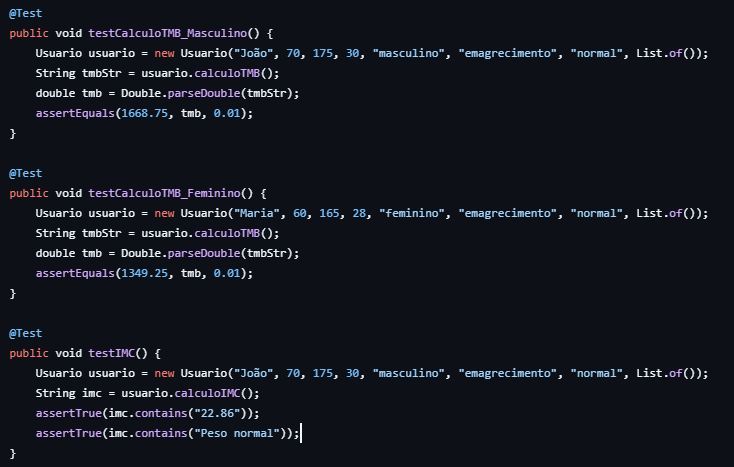 @Test
public void testCalculoTMB_Masculino() {
    Usuario usuario = new Usuario("João", 70, 175, 30, "masculino", "emagrecimento", "normal", List.of());
    String tmbStr = usuario.calculoTMB();
    double tmb = Double.parseDouble(tmbStr);
    assertEquals(1668.75, tmb, 0.01);
}
@Test
public void testCalculoTMB_Feminino() {
    Usuario usuario = new Usuario("Maria", 60, 165, 28, "feminino", "emagrecimento", "normal", List.of());
    String tmbStr = usuario.calculoTMB();
    double tmb = Double.parseDouble(tmbStr);
    assertEquals(1349.25, tmb, 0.01);
}
@Test
public void testIMC() {
    Usuario usuario = new Usuario("João", 70, 175, 30, "masculino", "emagrecimento", "normal", List.of());
    String imc = usuario.calculoIMC();
    assertTrue(imc.contains("22.86"));
    assertTrue(imc.contains("Peso normal"));
}